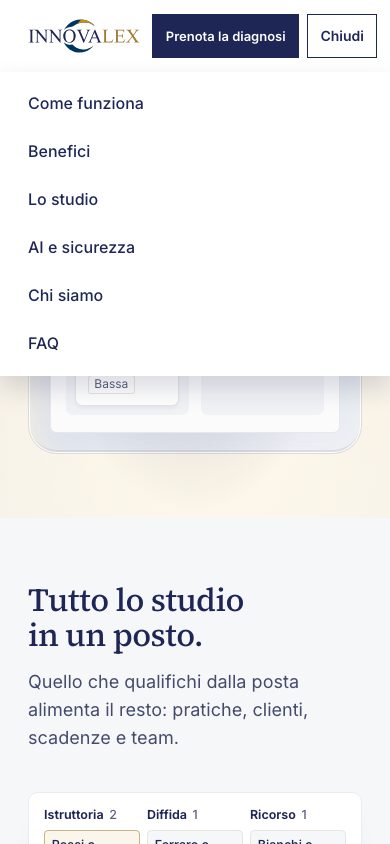 INNOVALEX
Prenota la diagnosi
Chiudi
Come funziona
Benefici
Lo studio
AI e sicurezza
Chi siamo
FAQ
Bassa
Tutto lo studio
in un posto.
Quello che qualifichi dalla posta
alimenta il resto: pratiche, clienti,
scadenze e team.
Istruttoria 2
Diffida 1
Ricorso 1